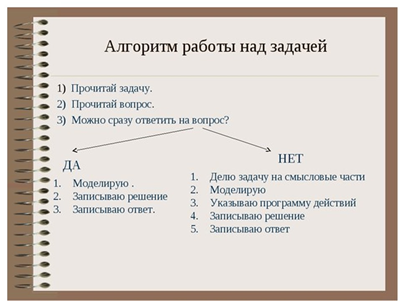 Алгоритм работы над задачей
1) Прочитай задачу.
2) Прочитай вопрос.
3) Можно сразу ответить на вопрос?
ДА
1. Моделирую .
2. Записываю решение
3. Записываю ответ.
НЕТ
1. Делю задачу на смысловые части
2. Моделирую
3. Указываю программу действий
4. Записываю решение
5. Записываю ответ